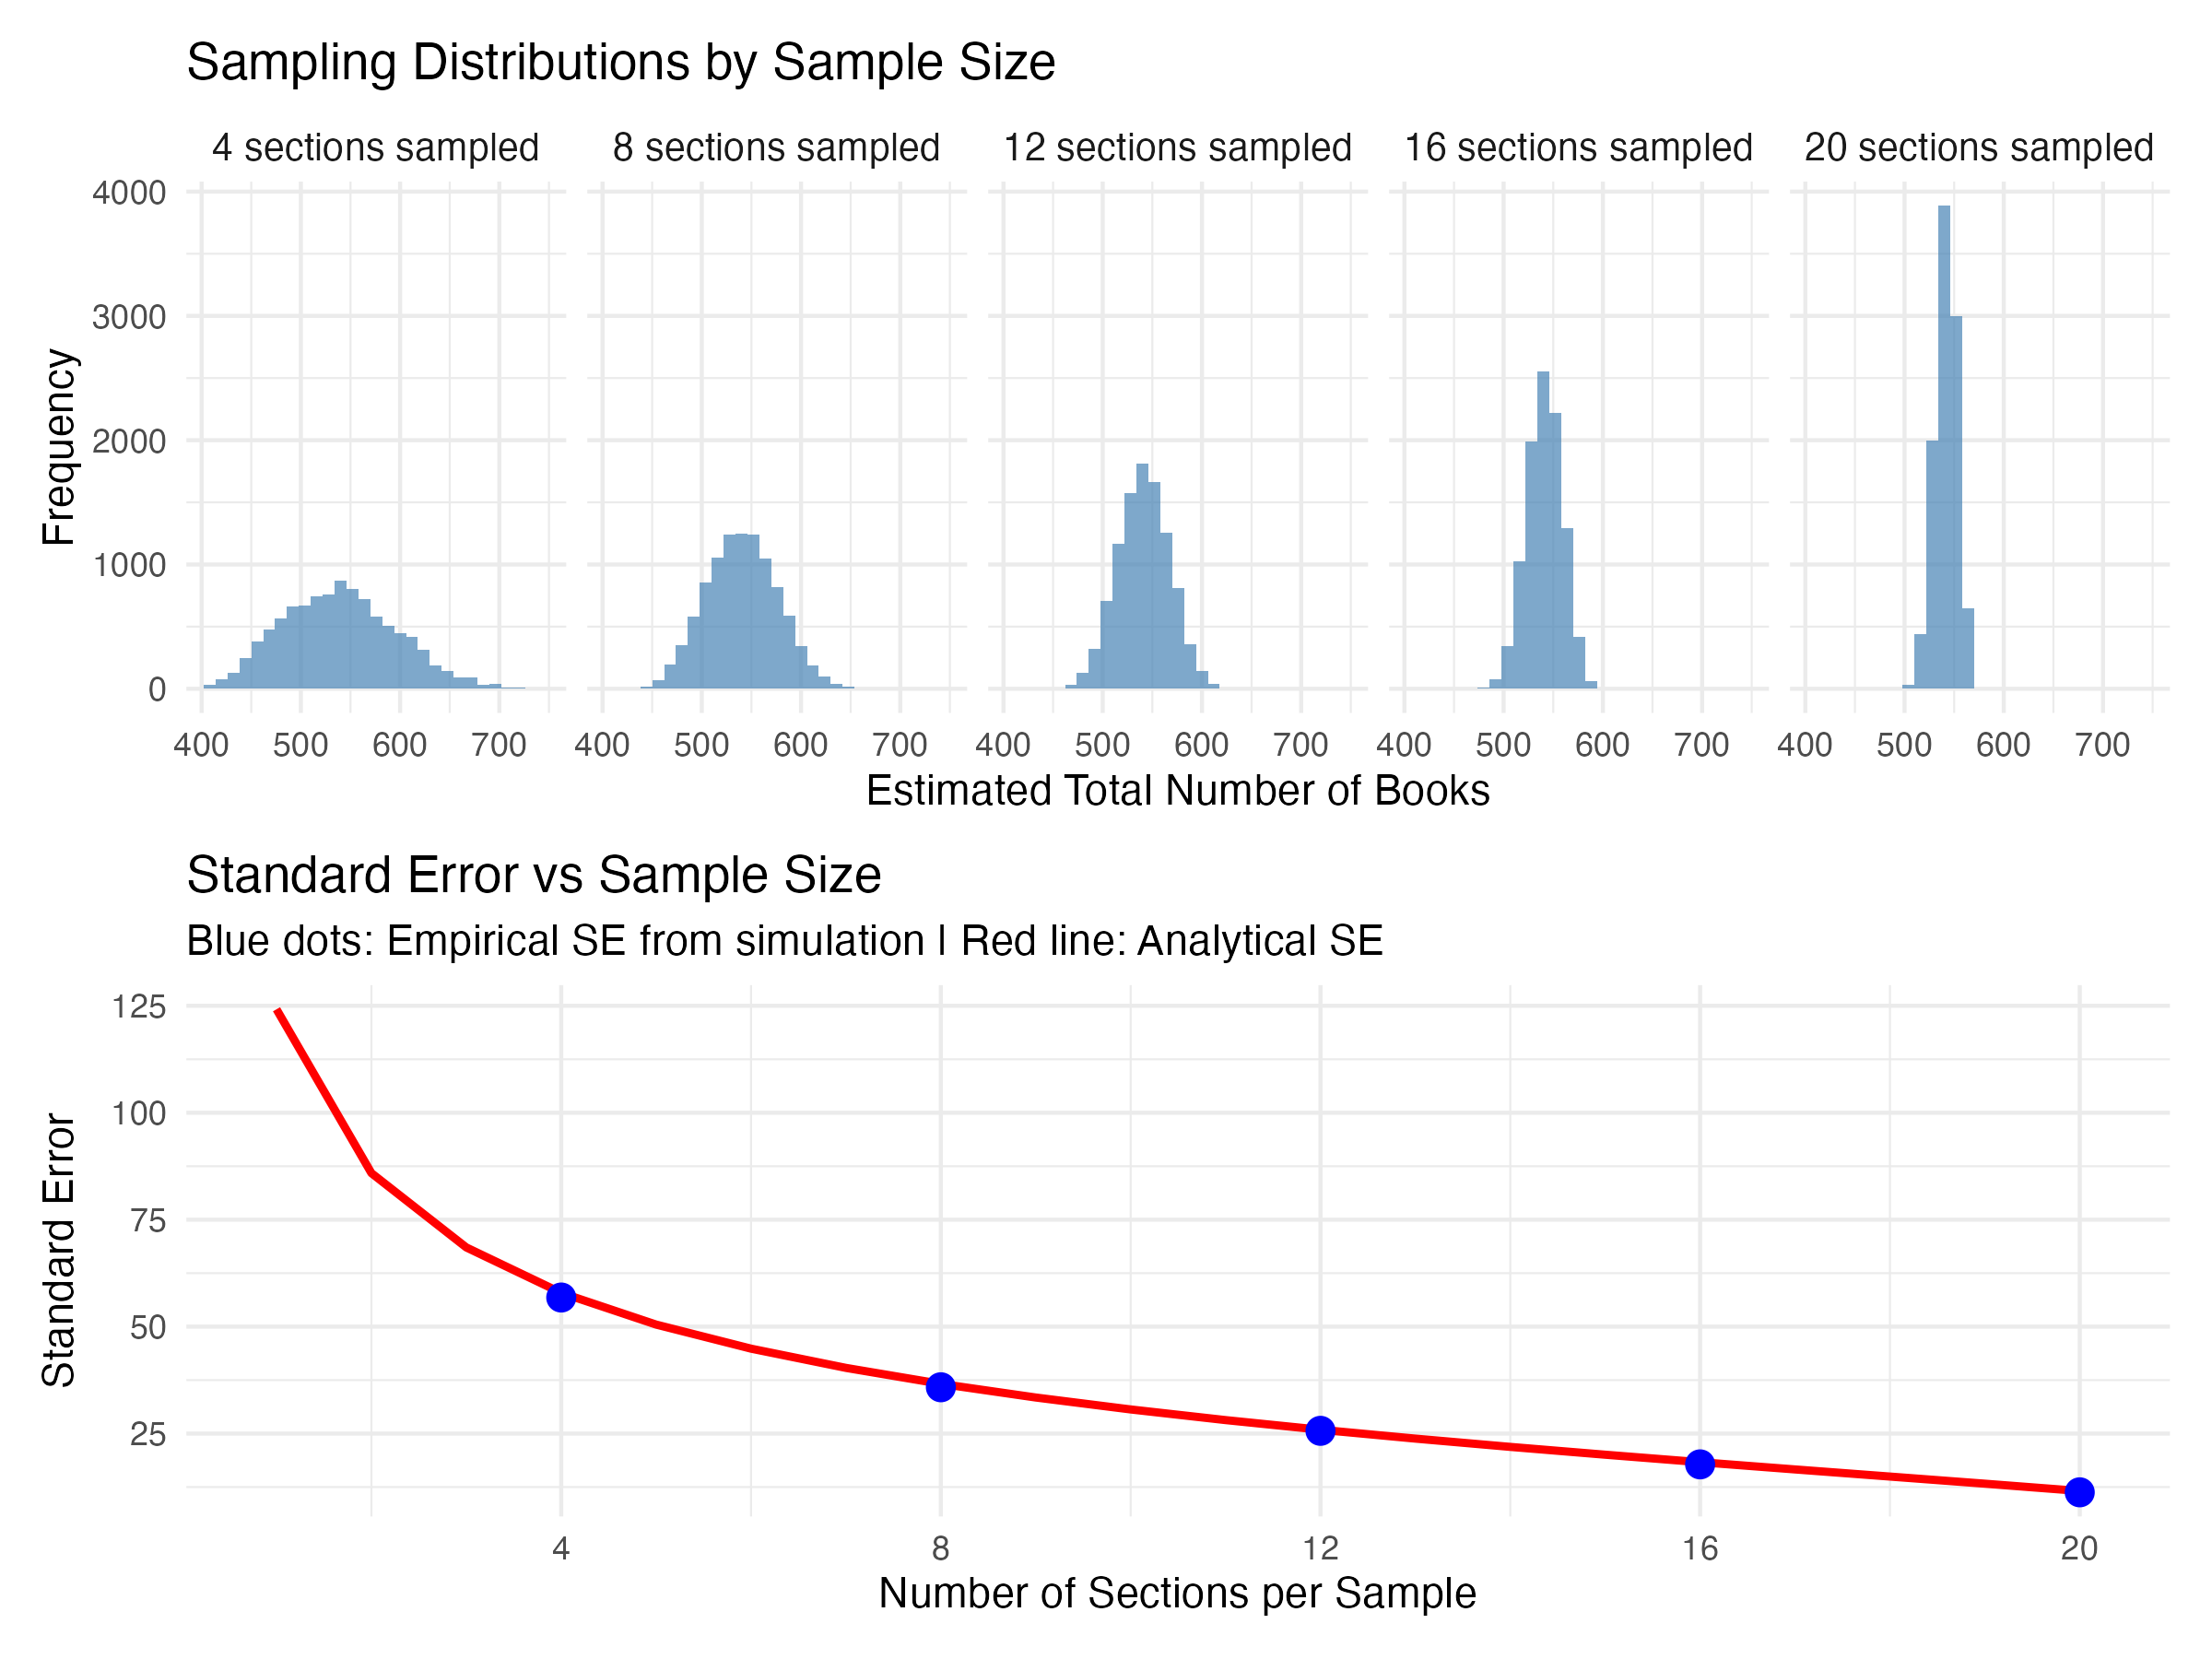 Sampling Distributions by Sample Size
4 sections sampled
8 sections sampled
12 sections sampled
16 sections sampled
20 sections sampled
Frequency
4000
3000
2000
1000
0
400 500 600 700
400 500 600 700
400 500 600 700
400 500 600 700
400 500 600 700
Estimated Total Number of Books
Standard Error vs Sample Size
Blue dots: Empirical SE from simulation | Red line: Analytical SE
Standard Error
125
100
75
50
25
4 8 12 16 20
Number of Sections per Sample